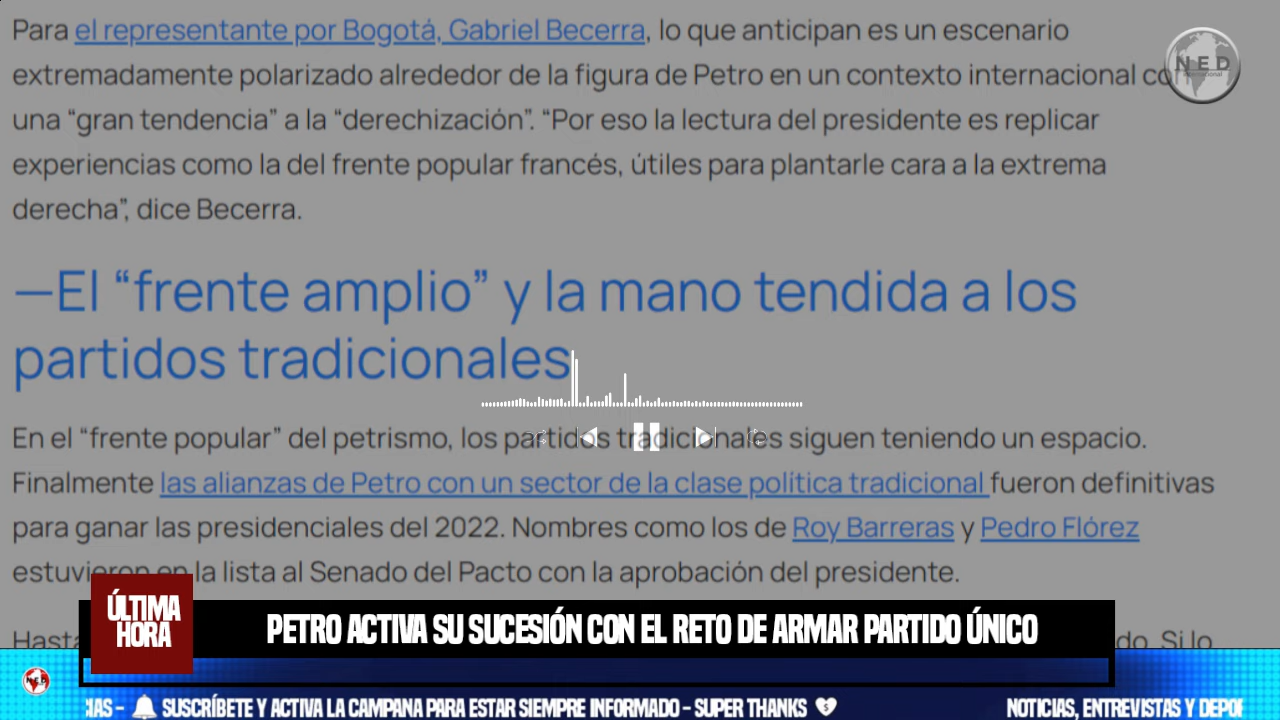 Para el representante por Bogotá, Gabriel Becerra, lo que anticipan es un escenario
extremadamente polarizado alrededor de la figura de Petro en un contexto internacional
una “gran tendencia” a la “derechización”. “Por eso la lectura del presidente es replicar
experiencias como la del frente popular francés, útiles para plantarle cara a la extrema
derecha”, dice Becerra.
NED
International
—El “frente amplio” y la mano tendida a los
partidos tradicionales
En el “frente popular” del petrismo, los partidos tradicionales siguen teniendo un espacio.
Finalmente las alianzas de Petro con un sector de la clase política tradicional fueron definitivas
para ganar las presidenciales del 2022. Nombres como los de Roy Barreras y Pedro Flórez
estuvieron en la lista al Senado del Pacto con la aprobación del presidente.
ÚLTIMA
HORA
PETRO ACTIVA SU SUCESIÓN CON EL RETO DE ARMAR PARTIDO ÚNICO
NED
SUSCRÍBETE Y ACTIVA LA CAMPANA PARA ESTAR SIEMPRE INFORMADO - SUPER THANKS
NOTICIAS, ENTREVISTAS Y